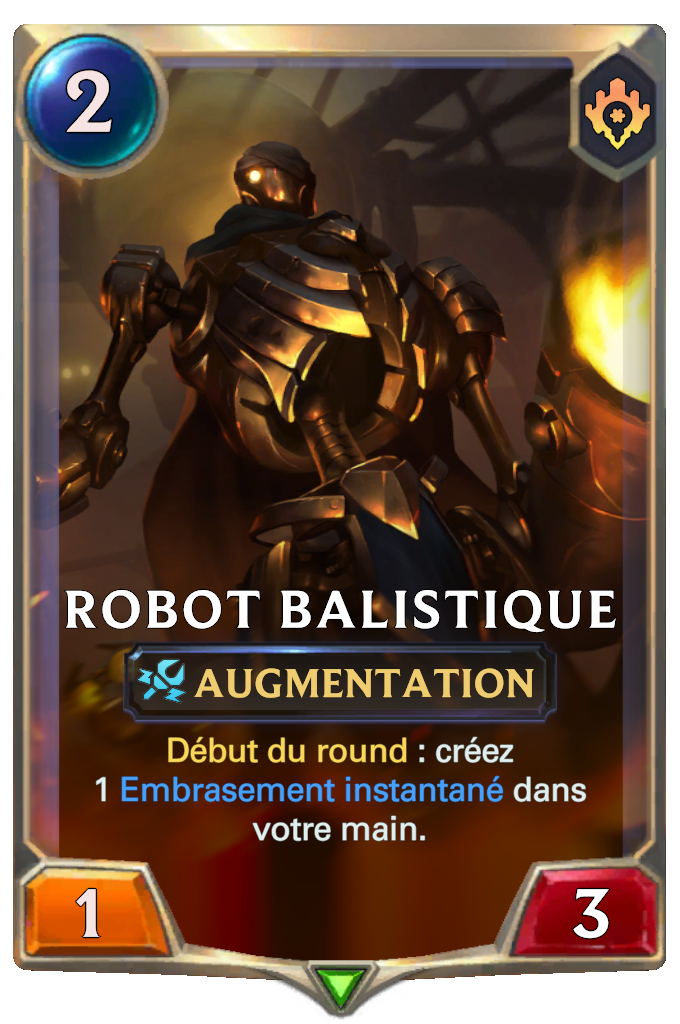 2
ROBOT BALISTIQUE
AUGMENTATION
Début du round : créez
1 Embrasement instantané dans
votre main.
1
3